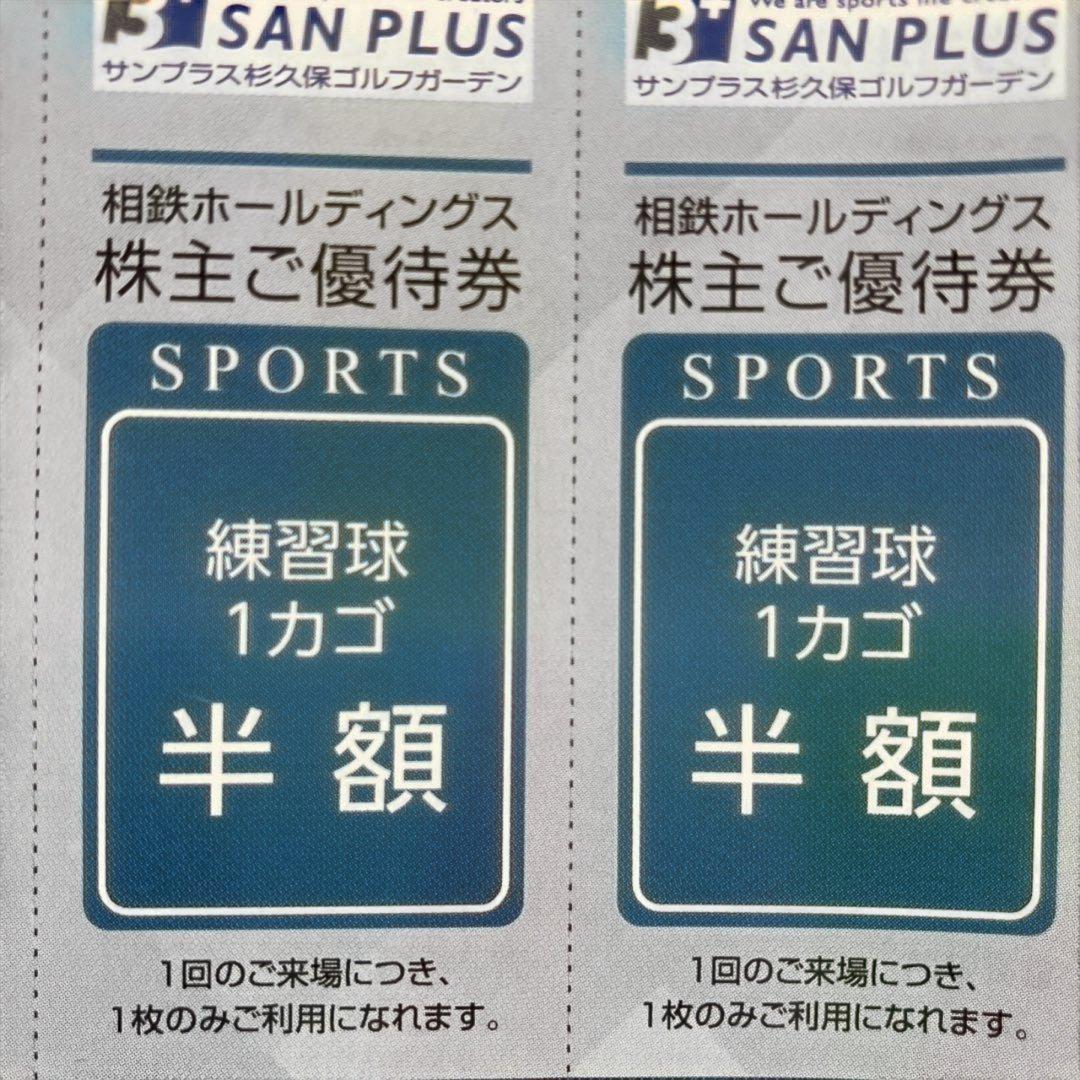 SAN PLUS
サンプラス杉久保ゴルフガーデン
相鉄ホールディングス
株主ご優待券
SPORTS
練習球
1カゴ
半額
1回のご来場につき、
1枚のみご利用になれます。
We are sports life
SAN PLUS
サンプラス杉久保ゴルフガーデン
相鉄ホールディングス
株主ご優待券
SPORTS
練習球
1カゴ
半額
1回のご来場につき、
1枚のみご利用になれます。